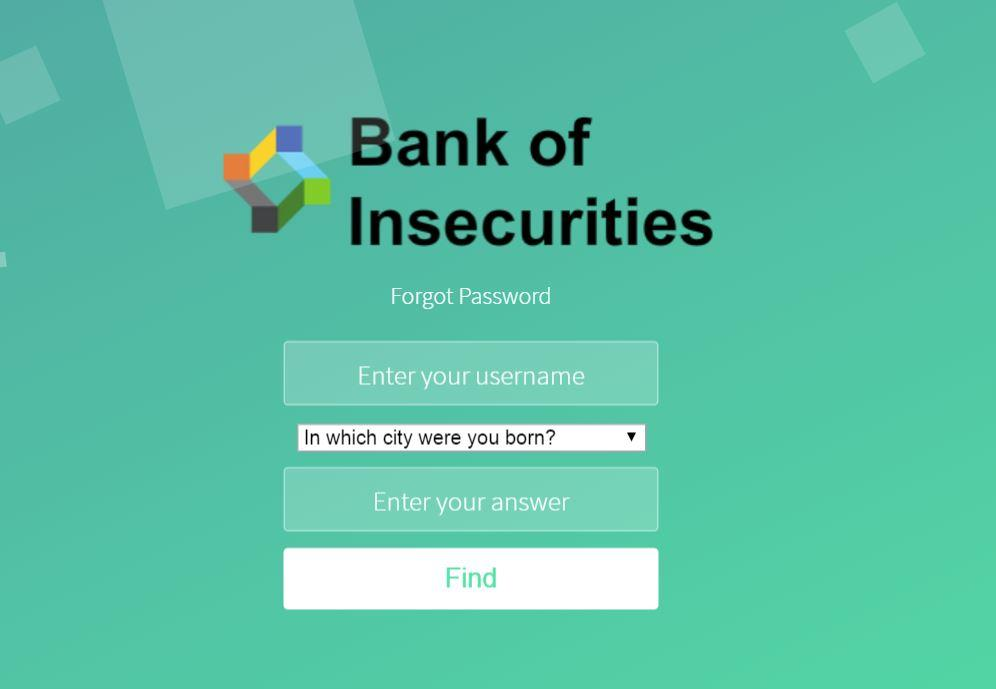 Bank of
Insecurities
Forgot Password
Enter your username
In which city were you born?
Enter your answer
Find